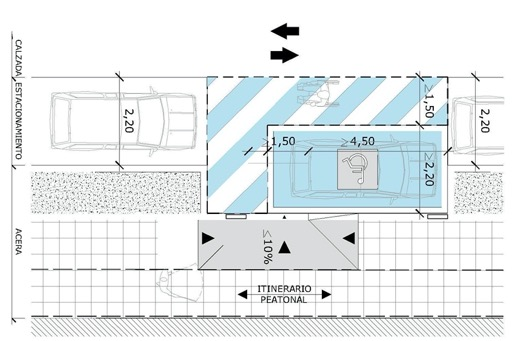 CALZADA
ESTACIONAMIENTO
ACERA
2,20
≥1,50
2,20
≥1,50
≥4,50
≥2,20
≤10%
ITINERARIO
PEATONAL